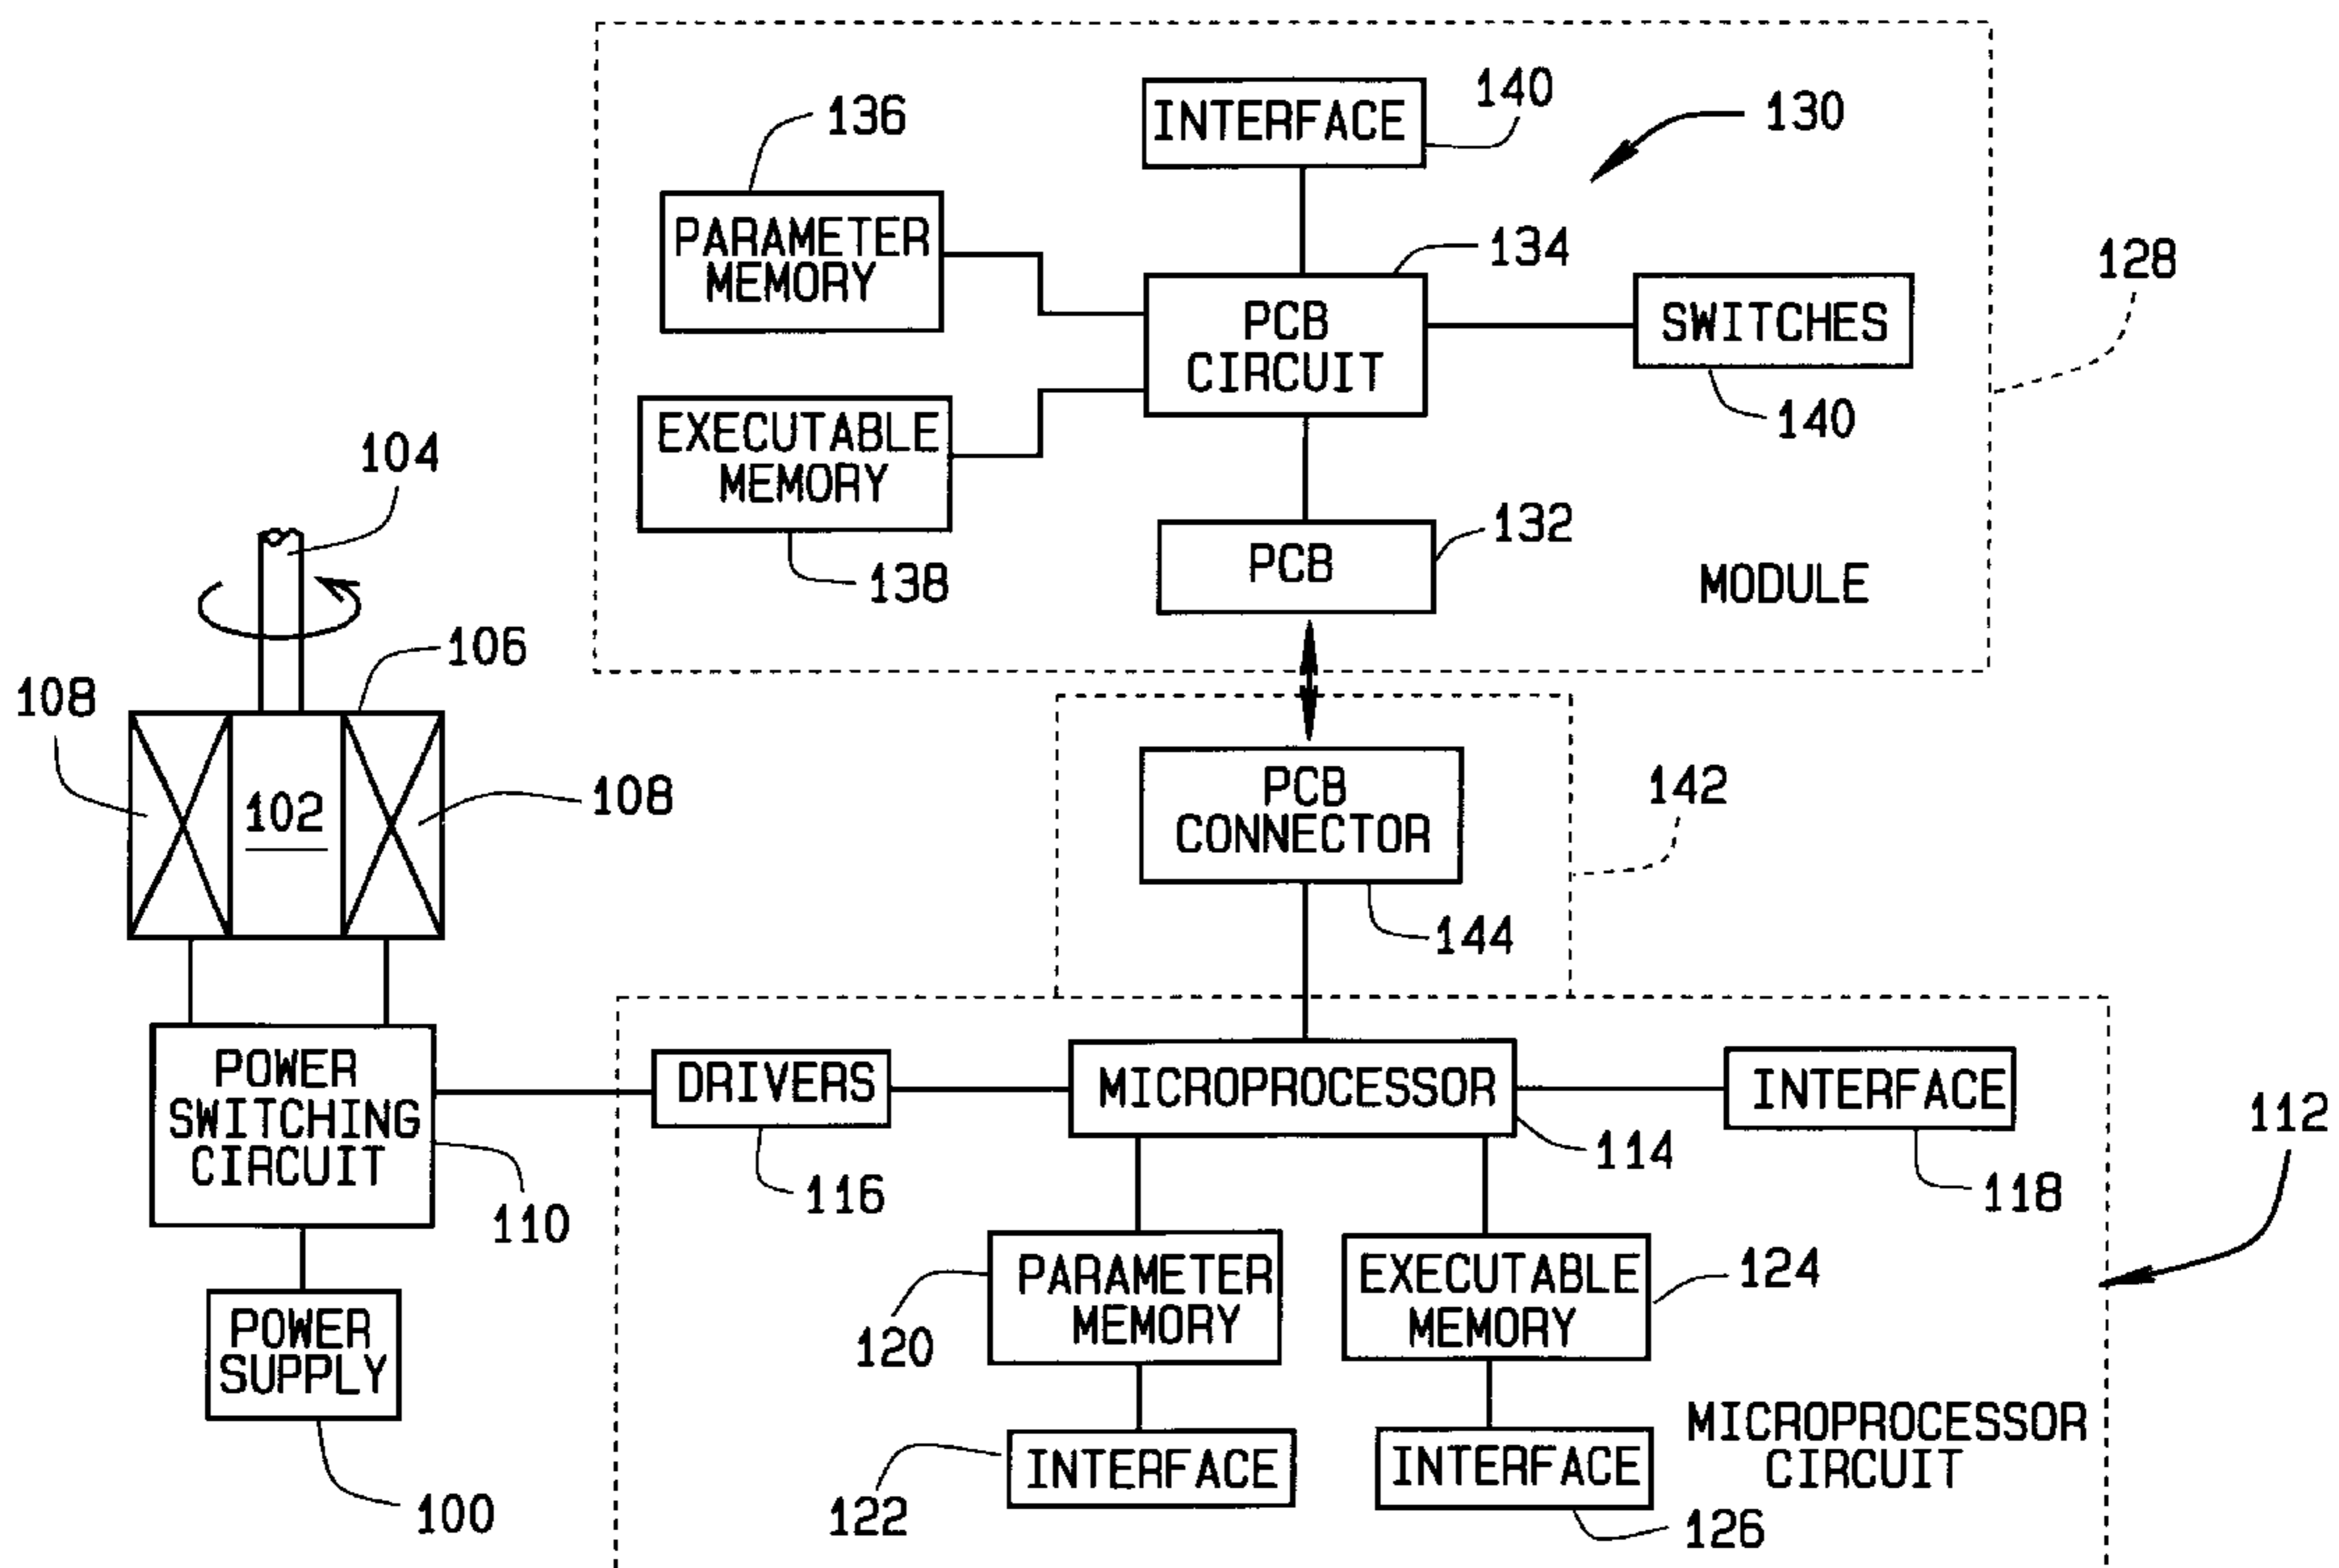 136
INTERFACE
140
130
PARAMETER
MEMORY
134
128
PCB
CIRCUIT
SWITCHES
140
EXECUTABLE
MEMORY
138
132
PCB
MODULE
104
106
108
102
108
142
PCB
CONNECTOR
144
POWER
SWITCHING
CIRCUIT
110
DRIVERS
116
MICROPROCESSOR
114
INTERFACE
118
112
PARAMETER
MEMORY
120
EXECUTABLE
MEMORY
124
POWER
SUPPLY
100
INTERFACE
122
INTERFACE
126
MICROPROCESSOR
CIRCUIT